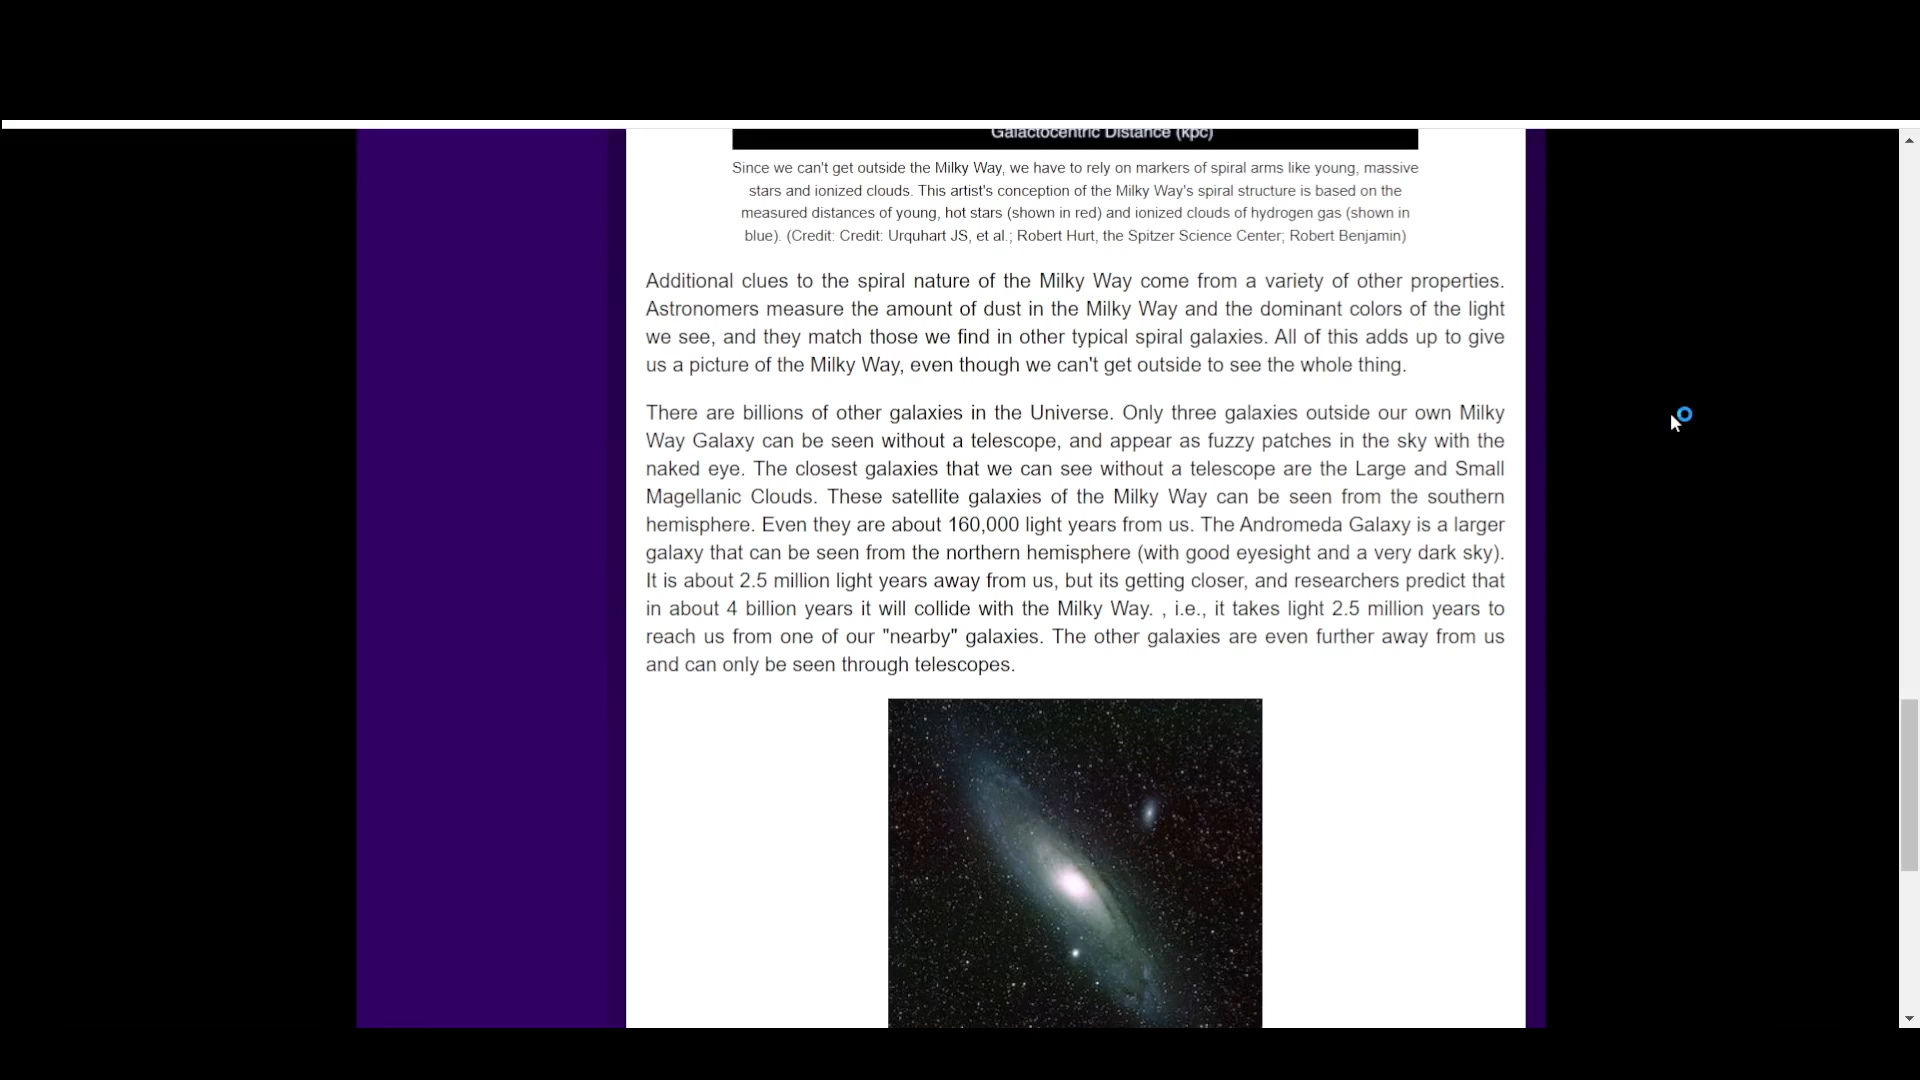 Galactocentric Distance (kpc)
Since we can't get outside the Milky Way, we have to rely on markers of spiral arms like young, massive
stars and ionized clouds. This artist's conception of the Milky Way's spiral structure is based on the
measured distances of young, hot stars (shown in red) and ionized clouds of hydrogen gas (shown in
blue). (Credit: Credit: Urquhart JS, et al.; Robert Hurt, the Spitzer Science Center; Robert Benjamin)
Additional clues to the spiral nature of the Milky Way come from a variety of other properties.
Astronomers measure the amount of dust in the Milky Way and the dominant colors of the light
we see, and they match those we find in other typical spiral galaxies. All of this adds up to give
us a picture of the Milky Way, even though we can't get outside to see the whole thing.
There are billions of other galaxies in the Universe. Only three galaxies outside our own Milky
Way Galaxy can be seen without a telescope, and appear as fuzzy patches in the sky with the
naked eye. The closest galaxies that we can see without a telescope are the Large and Small
Magellanic Clouds. These satellite galaxies of the Milky Way can be seen from the southern
hemisphere. Even they are about 160,000 light years from us. The Andromeda Galaxy is a larger
galaxy that can be seen from the northern hemisphere (with good eyesight and a very dark sky).
It is about 2.5 million light years away from us, but its getting closer, and researchers predict that
in about 4 billion years it will collide with the Milky Way. , i.e., it takes light 2.5 million years to
reach us from one of our "nearby" galaxies. The other galaxies are even further away from us
and can only be seen through telescopes.